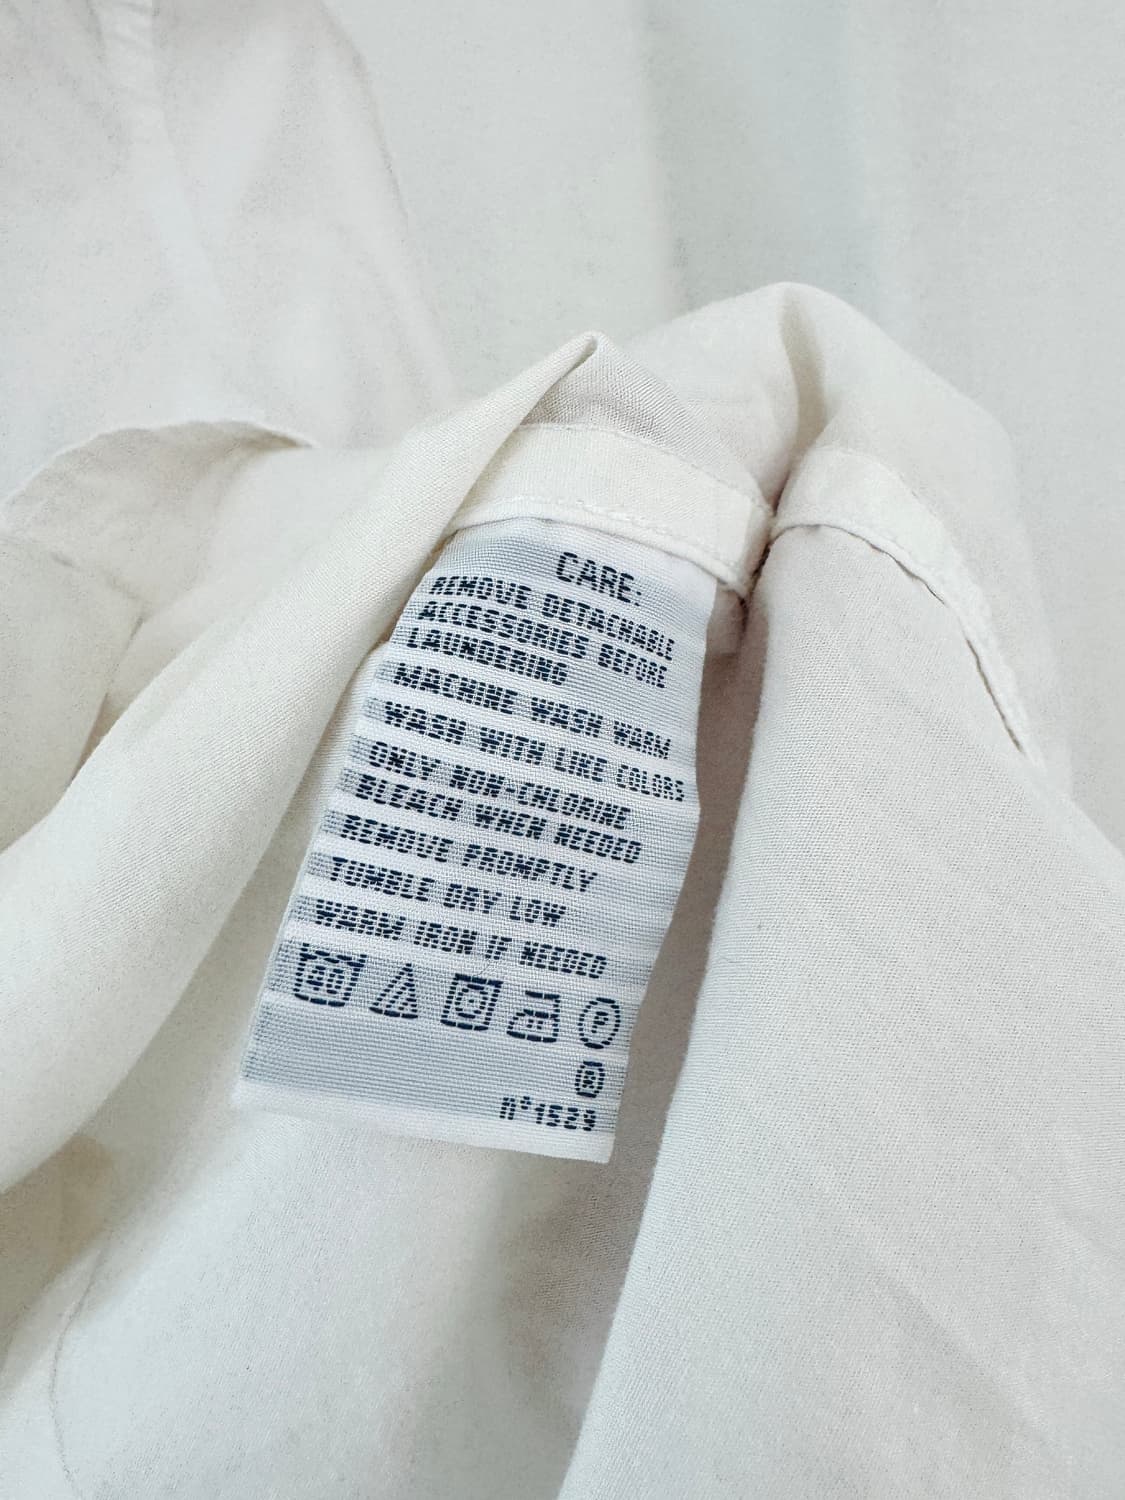 CARE:
REMOVE DETACHABLE
ACCESSORIES BEFORE
LAUNDERING
MACHINE WASH WARM
WASH WITH LIKE COLORS
ONLY NON-CHLORINE
BLEACH WHEN NEEDED
REMOVE PROMPTLY
TUMBLE DRY LOW
WARM IRON IF NEEDED
40 P
®
n°1529